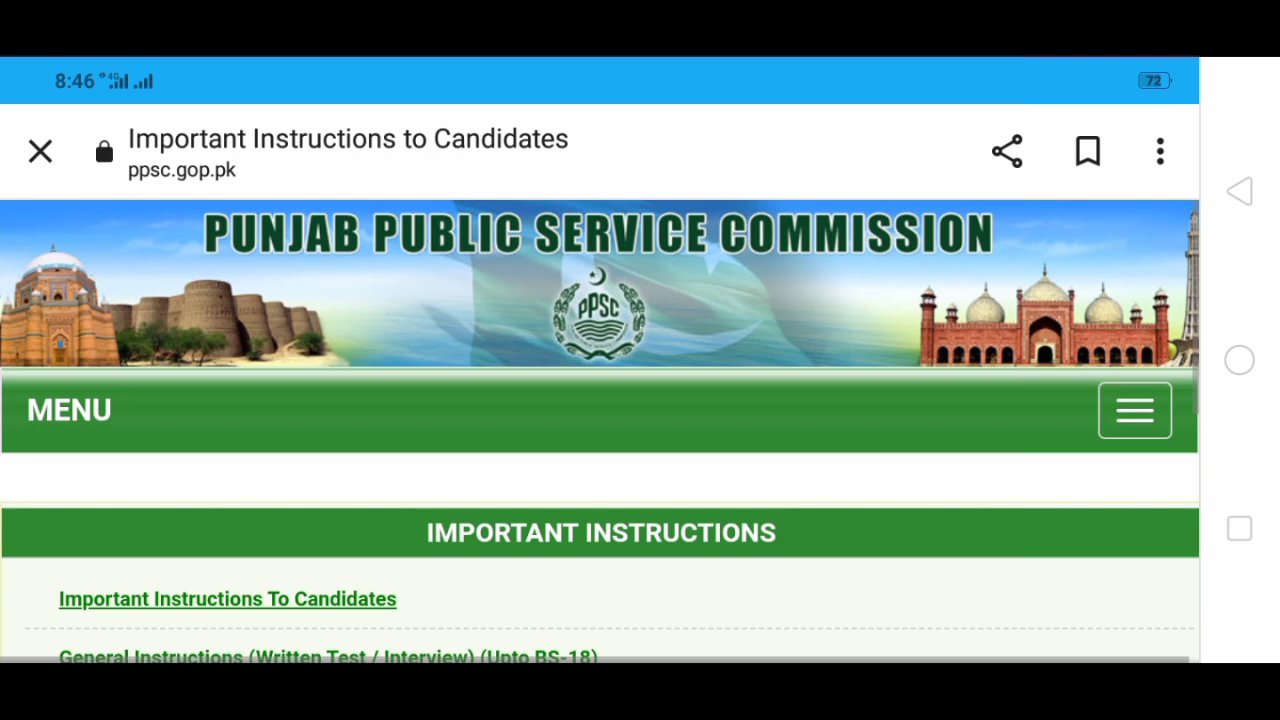 8:46 4G 72
Important Instructions to Candidates
ppsc.gop.pk
PUNJAB PUBLIC SERVICE COMMISSION
PPSC
MENU
IMPORTANT INSTRUCTIONS
Important Instructions To Candidates
General Instructions (Written Test / Interview) (Upto BS-18)